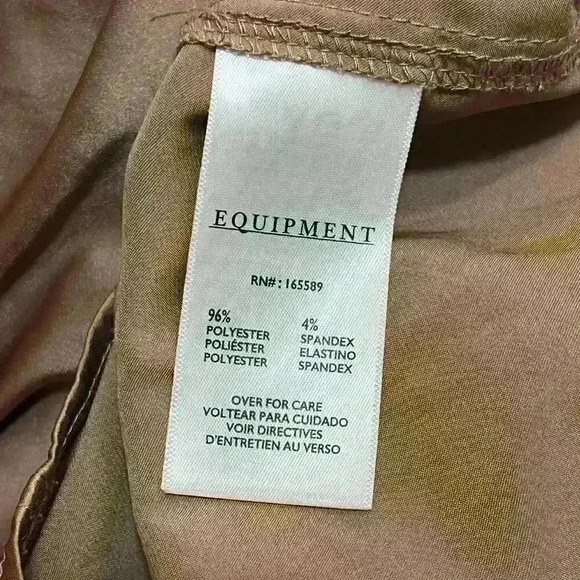 EQUIPMENT
RN#: 165589
96% 4%
POLYESTER SPANDEX
POLIÉSTER ELASTINO
POLYESTER SPANDEX
OVER FOR CARE
VOLTEAR PARA CUIDADO
VOIR DIRECTIVES
D'ENTRETIEN AU VERSO